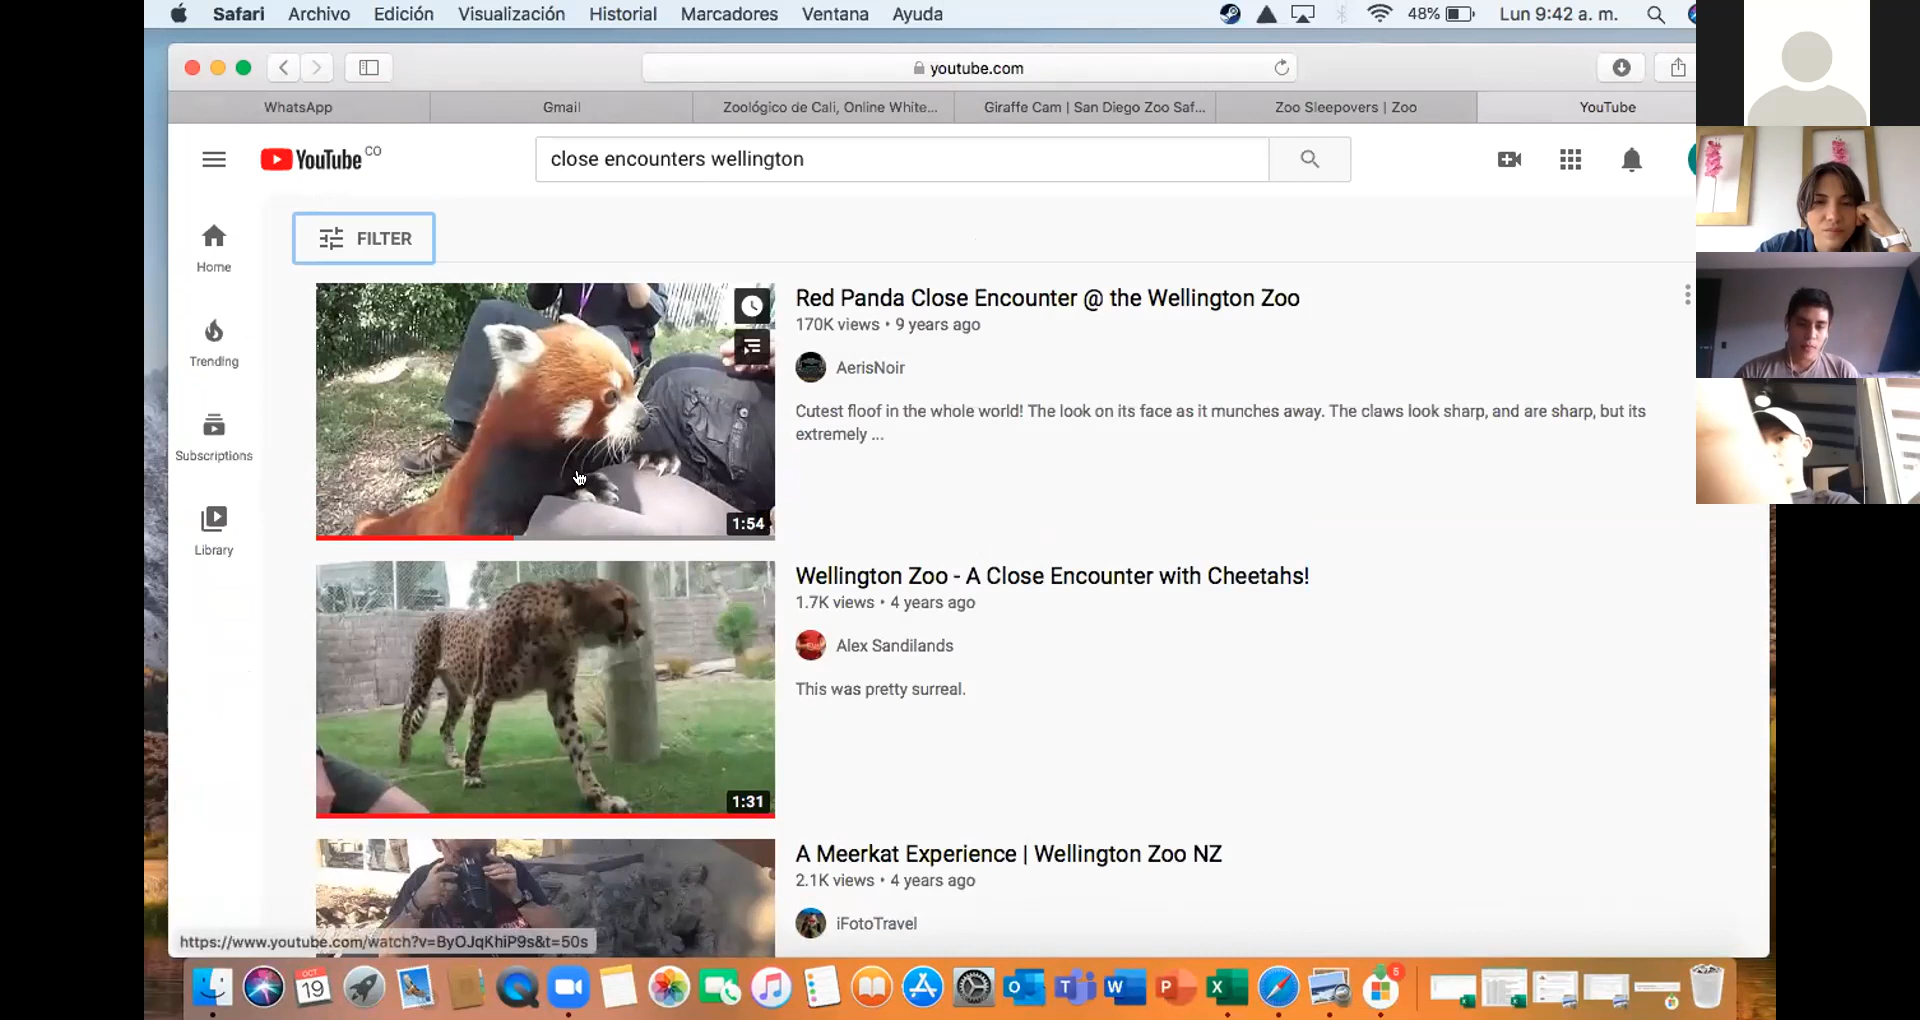 Safari Archivo Edición Visualización Historial Marcadores Ventana Ayuda 48% Lun 9:42 a. m.
youtube.com
WhatsApp Gmail Zoológico de Cali, Online White... Giraffe Cam | San Diego Zoo Saf... Zoo Sleepovers | Zoo YouTube
YouTube CO
close encounters wellington
FILTER
Home
Trending
Subscriptions
Library
1:54
Red Panda Close Encounter @ the Wellington Zoo
170K views • 9 years ago
AerisNoir
Cutest floof in the whole world! The look on its face as it munches away. The claws look sharp, and are sharp, but its
extremely ...
1:31
Wellington Zoo - A Close Encounter with Cheetahs!
1.7K views • 4 years ago
Alex Sandilands
This was pretty surreal.
A Meerkat Experience | Wellington Zoo NZ
2.1K views • 4 years ago
iFotoTravel
https://www.youtube.com/watch?v=ByOJqKhiP9s&t=50s
OCT
19
5